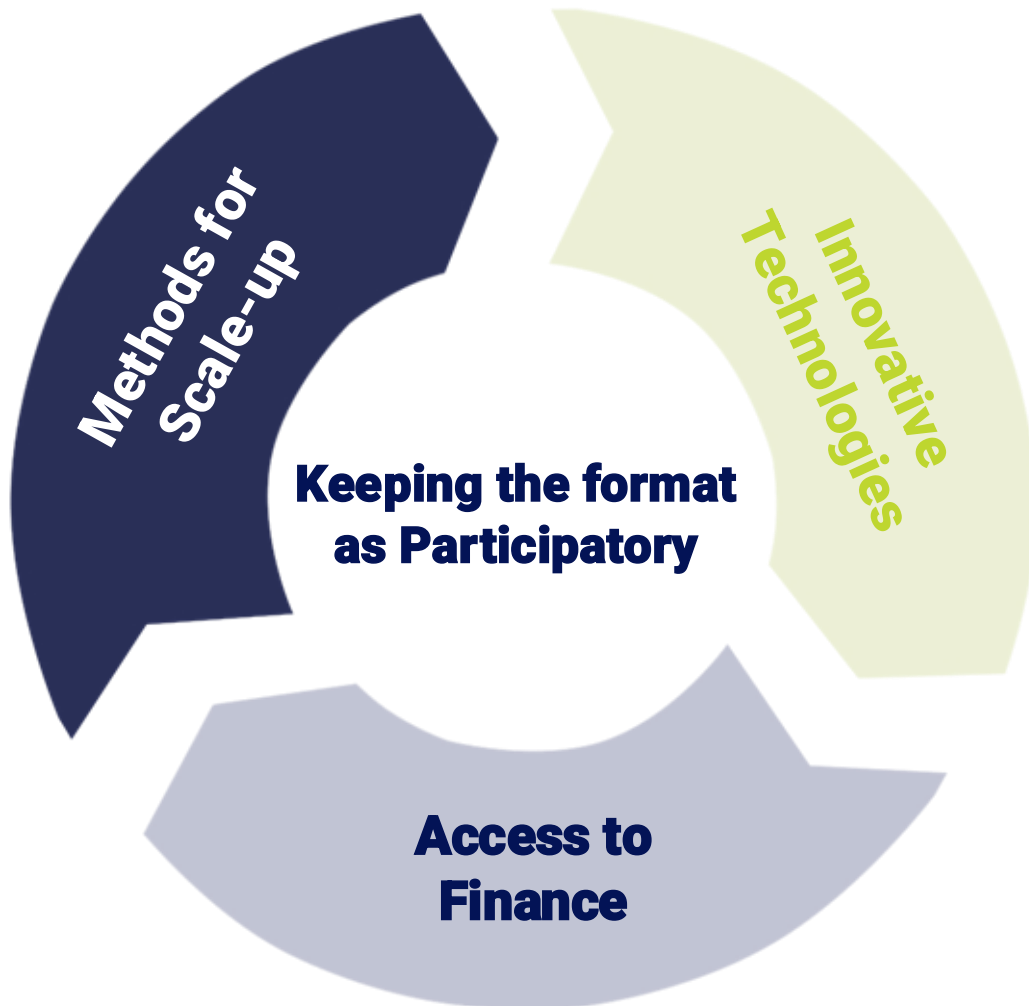 Methods for
Scale-up
Innovative
Technologies
Keeping the format
as Participatory
Access to
Finance